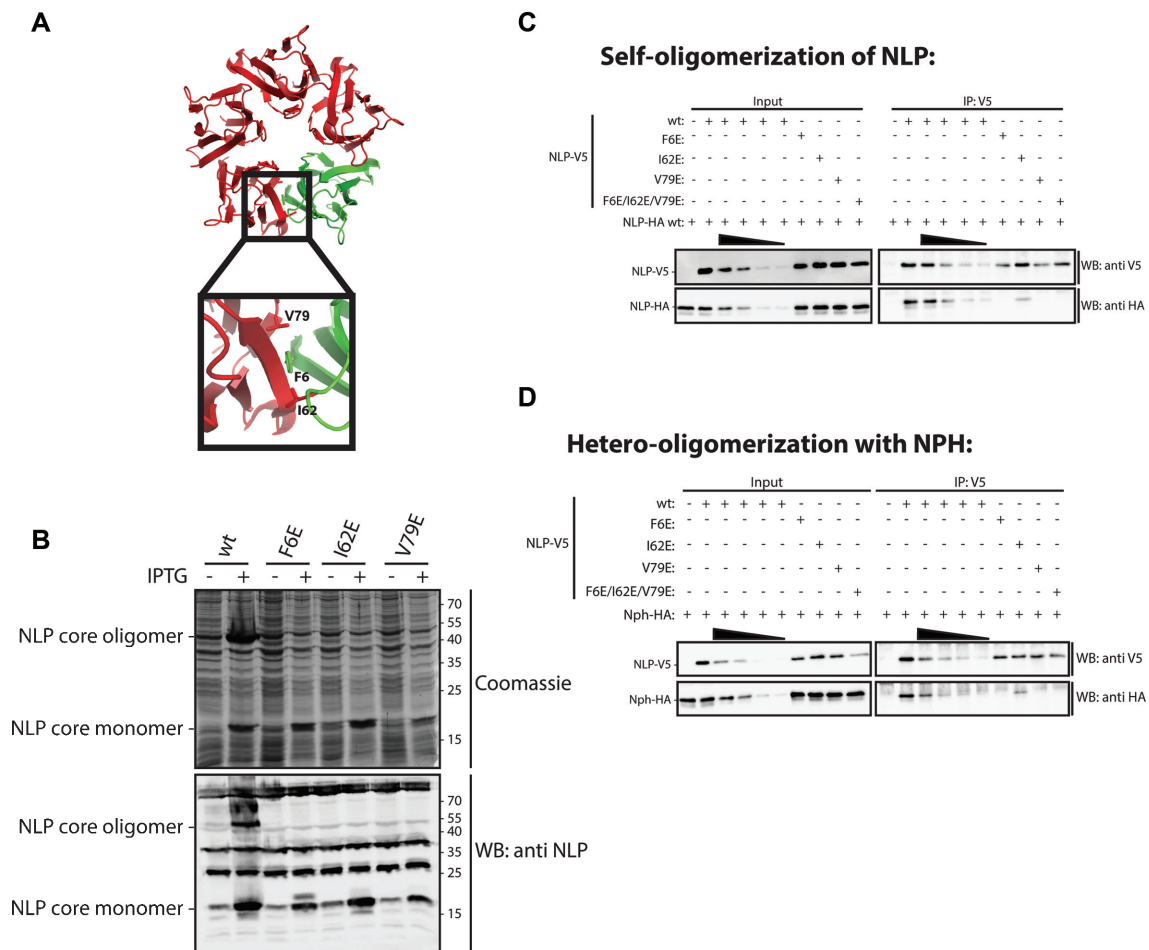 A
V79
F6
I62
B
wt F6E I62E V79E
IPTG - + - + - + - +
NLP core oligomer
NLP core monomer
70
55
40
35
25
15
Coomassie
NLP core oligomer
NLP core monomer
70
55
40
35
25
15
WB: anti NLP
C
Self-oligomerization of NLP:
Input IP: V5
NLP-V5
wt: - + + + + + - - - - - + + + + + - - - -
F6E: - - - - - - + - - - - - - - - - + - - -
I62E: - - - - - - - + - - - - - - - - - + - -
V79E: - - - - - - - - + - - - - - - - - - + -
F6E/I62E/V79E: - - - - - - - - - + - - - - - - - - - +
NLP-HA wt: + + + + + + + + + + + + + + + + + + + +
NLP-V5
WB: anti V5
NLP-HA
WB: anti HA
D
Hetero-oligomerization with NPH:
Input IP: V5
NLP-V5
wt: - + + + + + - - - - - + + + + + - - - -
F6E: - - - - - - + - - - - - - - - - + - - -
I62E: - - - - - - - + - - - - - - - - - + - -
V79E: - - - - - - - - + - - - - - - - - - + -
F6E/I62E/V79E: - - - - - - - - - + - - - - - - - - - +
Nph-HA: + + + + + + + + + + + + + + + + + + + +
NLP-V5
WB: anti V5
Nph-HA
WB: anti HA